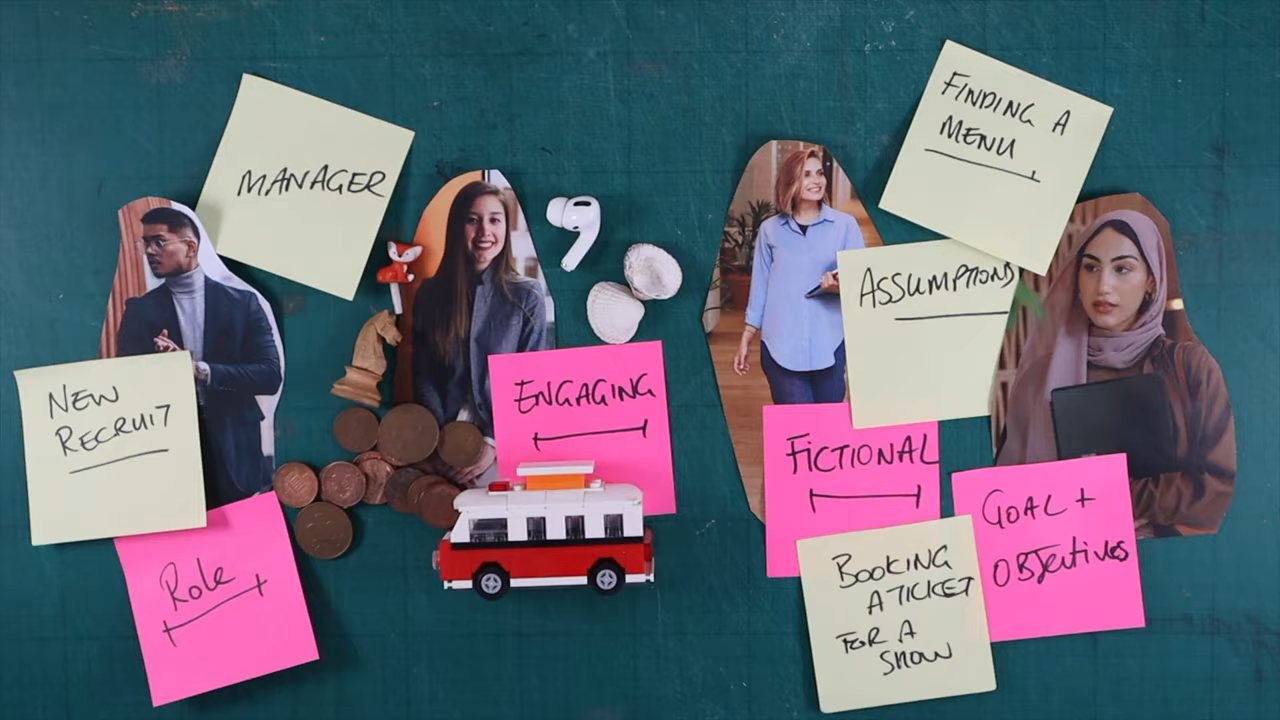 MANAGER
NEW
RECRUIT
Role
ENGAGING
FINDING A
MENU
ASSUMPTIONS
FICTIONAL
GOAL +
OBJectives
BOOKING
A TICKET
FOR A
SHOW